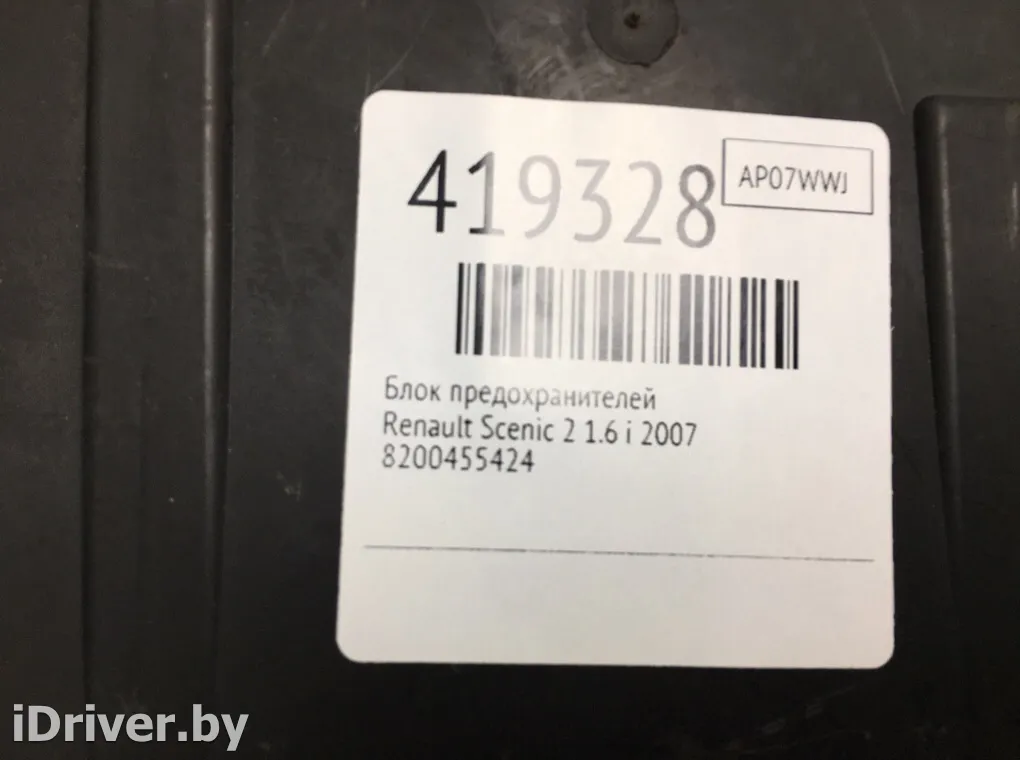 419328
AP07WWJ
Блок предохранителей
Renault Scenic 2 1.6 i 2007
8200455424
iDriver.by